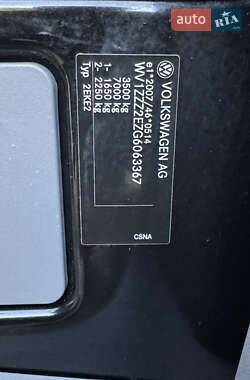 AUTO
RIA.com
VOLKSWAGEN AG
e1*2007/46*0514
WV1ZZZ2EZG6063367
3500 kg
7000 kg
1- 1650 kg
2- 2250 kg
Typ 2EKE2
CSNA